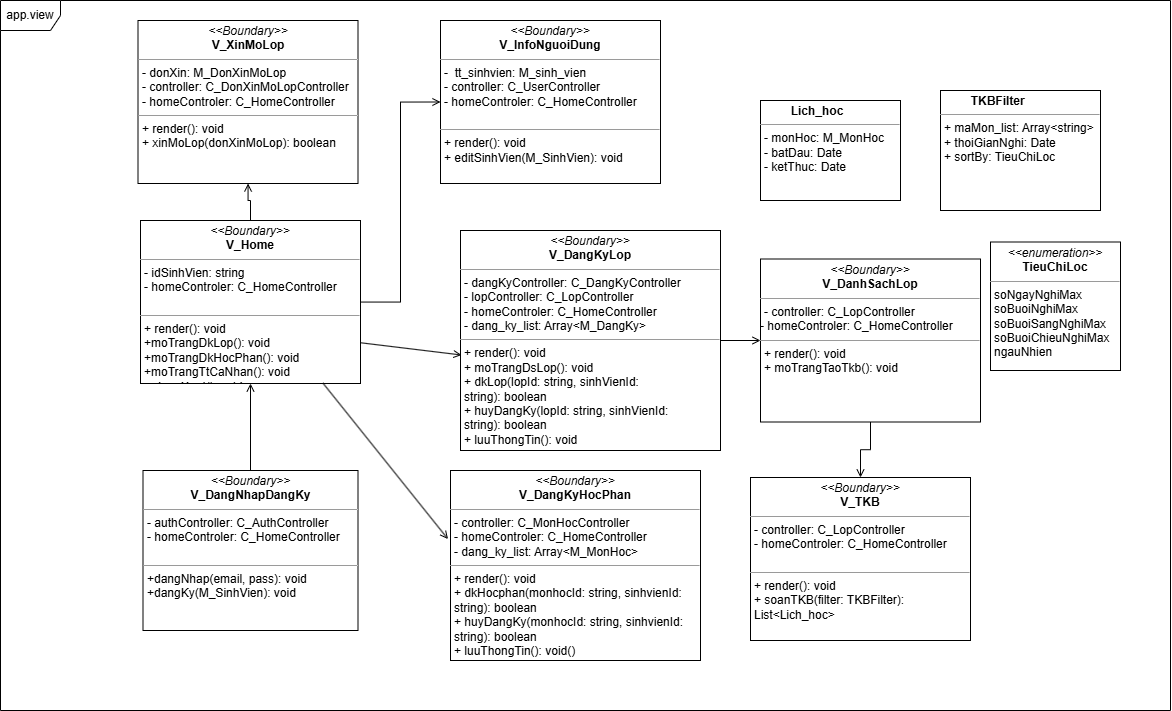 app.view
<<Boundary>>
V_XinMoLop
- donXin: M_DonXinMoLop
- controller: C_DonXinMoLopController
- homeControler: C_HomeController
+ render(): void
+ xinMoLop(donXinMoLop): boolean
<<Boundary>>
V_InfoNguoiDung
- tt_sinhvien: M_sinh_vien
- controller: C_UserController
- homeControler: C_HomeController
+ render(): void
+ editSinhVien(M_SinhVien): void
Lich_hoc
- monHoc: M_MonHoc
- batDau: Date
- ketThuc: Date
TKBFilter
+ maMon_list: Array<string>
+ thoiGianNghi: Date
+ sortBy: TieuChiLoc
<<Boundary>>
V_Home
- idSinhVien: string
- homeControler: C_HomeController
+ render(): void
+moTrangDkLop(): void
+moTrangDkHocPhan(): void
+moTrangTtCaNhan(): void
<<Boundary>>
V_DangKyLop
- dangKyController: C_DangKyController
- lopController: C_LopController
- homeControler: C_HomeController
- dang_ky_list: Array<M_DangKy>
+ render(): void
+ moTrangDsLop(): void
+ dkLop(lopId: string, sinhVienId:
string): boolean
+ huyDangKy(lopId: string, sinhVienId:
string): boolean
+ luuThongTin(): void
<<Boundary>>
V_DanhSachLop
- controller: C_LopController
- homeControler: C_HomeController
+ render(): void
+ moTrangTaoTkb(): void
<<enumeration>>
TieuChiLoc
soNgayNghiMax
soBuoiNghiMax
soBuoiSangNghiMax
soBuoiChieuNghiMax
ngauNhien
<<Boundary>>
V_DangNhapDangKy
- authController: C_AuthController
- homeControler: C_HomeController
+dangNhap(email, pass): void
+dangKy(M_SinhVien): void
<<Boundary>>
V_DangKyHocPhan
- controller: C_MonHocController
- homeControler: C_HomeController
- dang_ky_list: Array<M_MonHoc>
+ render(): void
+ dkHocphan(monhocId: string, sinhvienId:
string): boolean
+ huyDangKy(monhocId: string, sinhvienId:
string): boolean
+ luuThongTin(): void()
<<Boundary>>
V_TKB
- controller: C_LopController
- homeControler: C_HomeController
+ render(): void
+ soanTKB(filter: TKBFilter):
List<Lich_hoc>